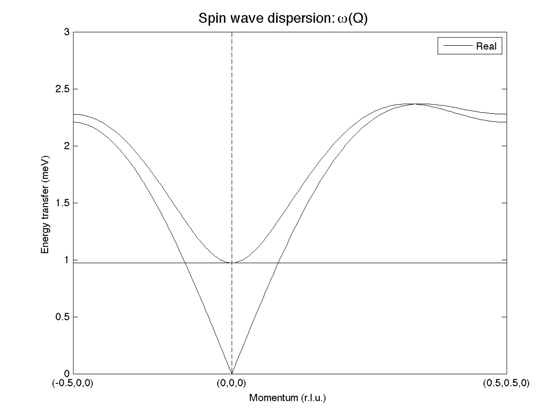 Spin wave dispersion: ω(Q)
3
Real
2.5
2
1.5
1
0.5
0
Energy transfer (meV)
(-0.5,0,0)
(0,0,0)
(0.5,0.5,0)
Momentum (r.l.u.)